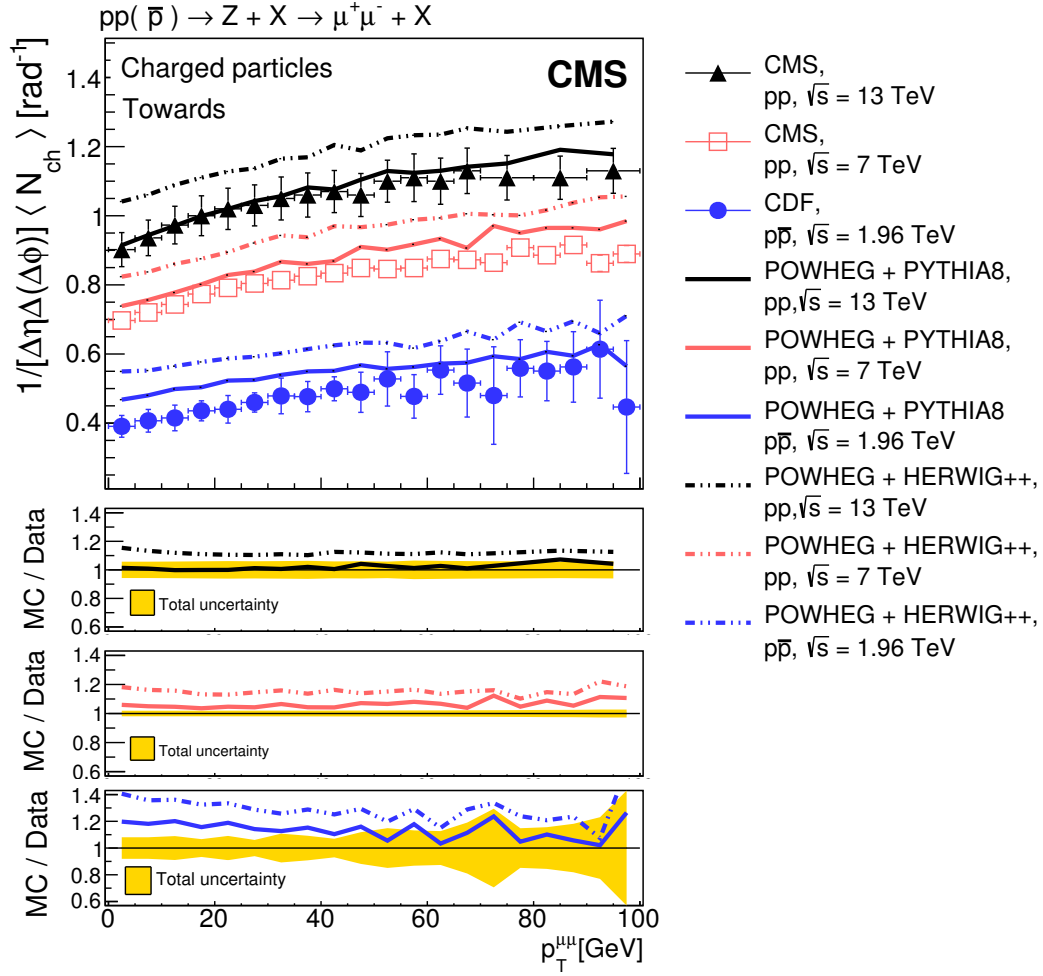 pp( p̅ ) → Z + X → μ⁺μ⁻ + X
1/[ΔηΔ(Δϕ)] ⟨ N_ch ⟩ [rad⁻¹]
Charged particles
CMS
Towards
1.4
1.2
1
0.8
0.6
0.4
CMS,
pp, √s = 13 TeV
CMS,
pp, √s = 7 TeV
CDF,
pp̅, √s = 1.96 TeV
POWHEG + PYTHIA8,
pp,√s = 13 TeV
POWHEG + PYTHIA8,
pp, √s = 7 TeV
POWHEG + PYTHIA8
pp̅, √s = 1.96 TeV
POWHEG + HERWIG++,
pp,√s = 13 TeV
POWHEG + HERWIG++,
pp, √s = 7 TeV
POWHEG + HERWIG++,
pp̅, √s = 1.96 TeV
MC / Data
1.4
1.2
1
0.8
0.6
Total uncertainty
MC / Data
1.4
1.2
1
0.8
0.6
Total uncertainty
MC / Data
1.4
1.2
1
0.8
0.6
Total uncertainty
0 20 40 60 80 100
p_T^μμ [GeV]